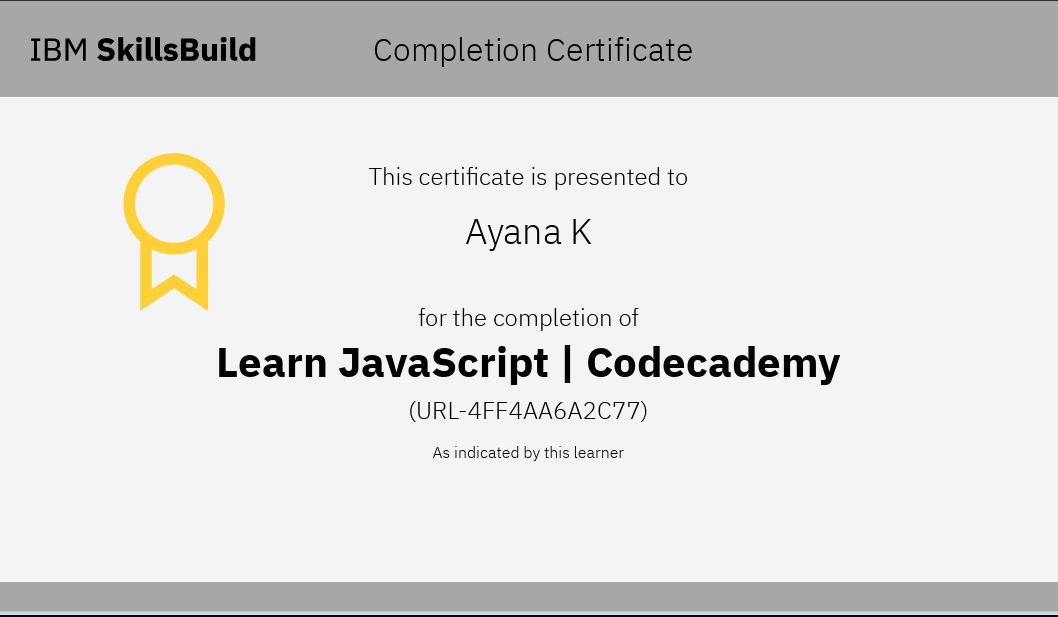 IBM SkillsBuild
Completion Certificate
This certificate is presented to
Ayana K
for the completion of
Learn JavaScript | Codecademy
(URL-4FF4AA6A2C77)
As indicated by this learner